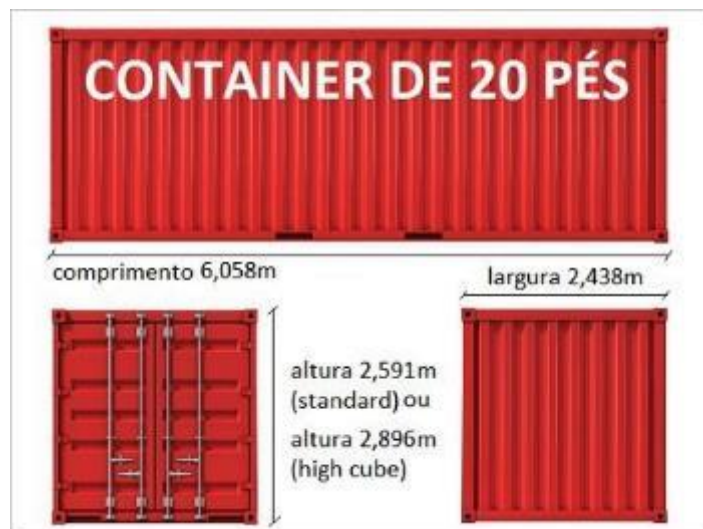 CONTAINER DE 20 PÉS
comprimento 6,058m
largura 2,438m
altura 2,591m
(standard) ou
altura 2,896m
(high cube)